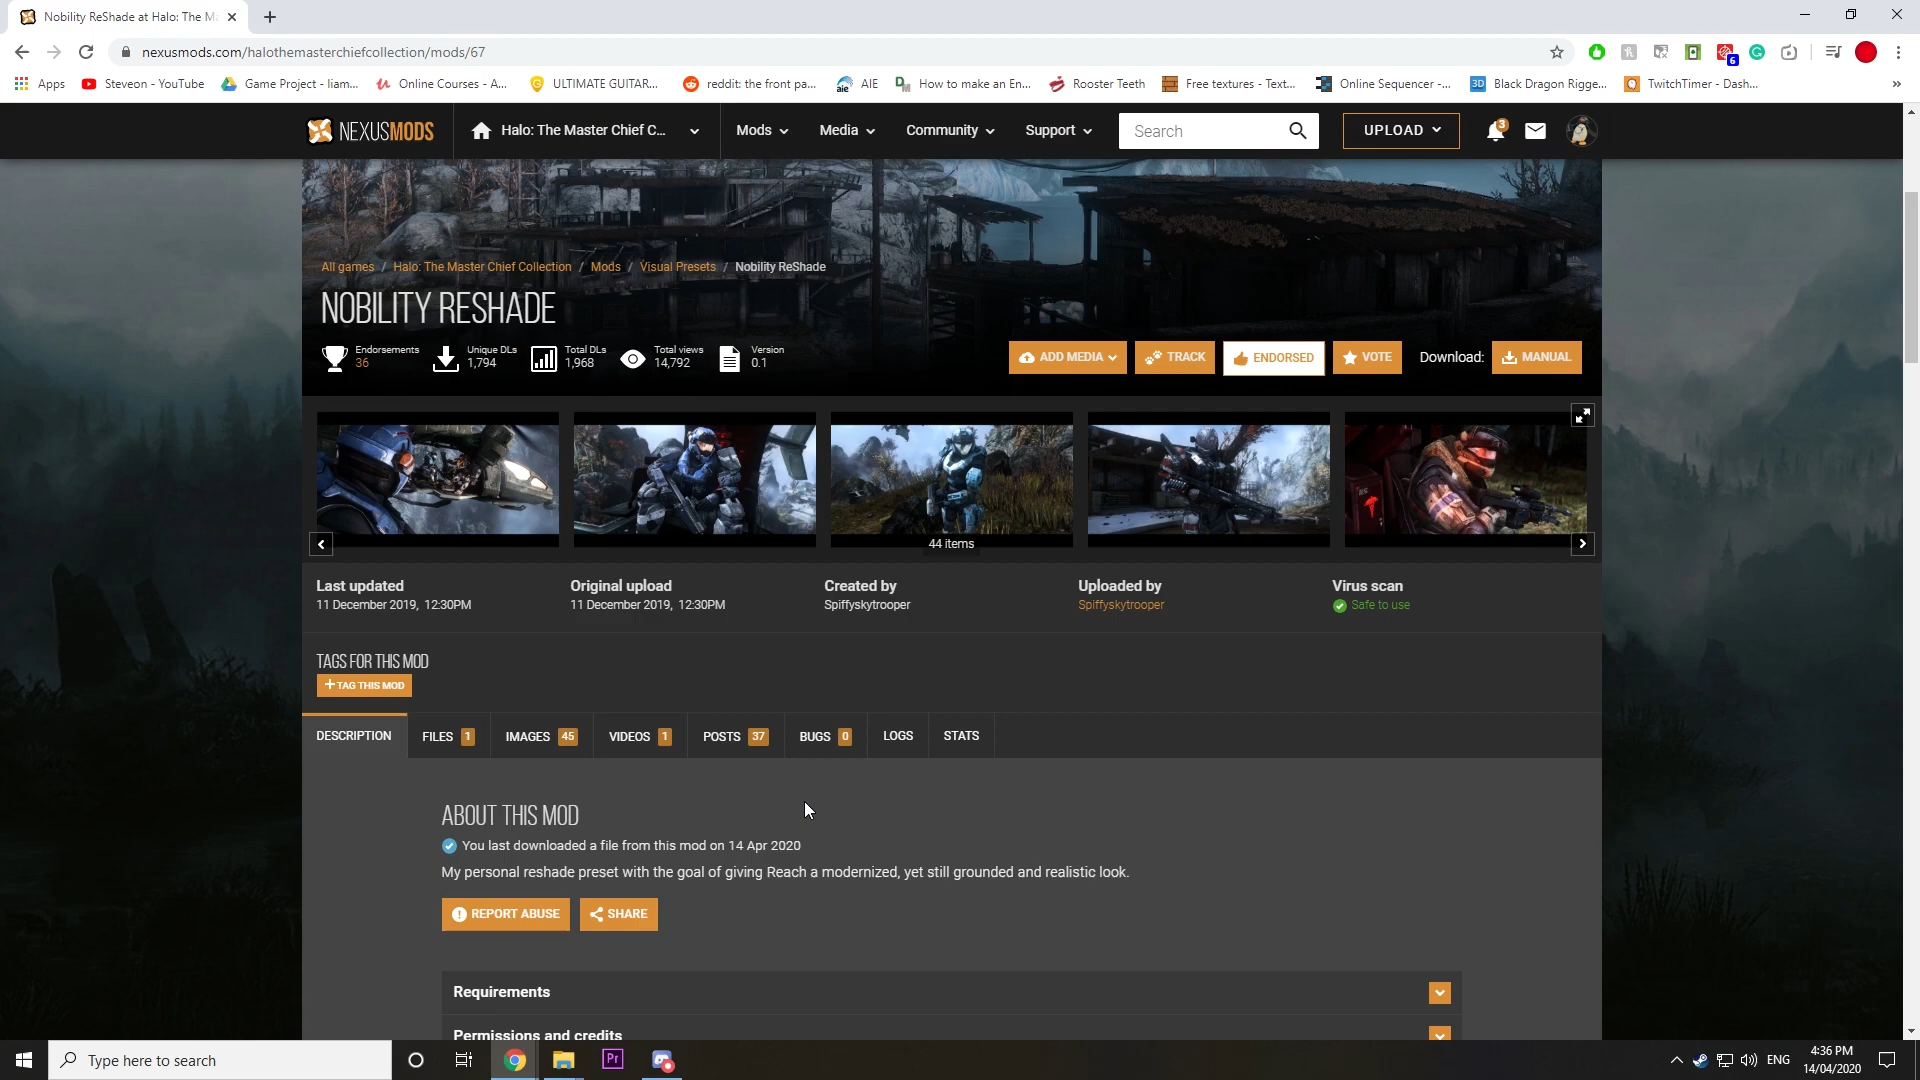 Nobility ReShade at Halo: The Ma
nexusmods.com/halothemasterchiefcollection/mods/67
6
Apps
Steveon - YouTube
Game Project - liam...
Online Courses - A...
ULTIMATE GUITAR...
reddit: the front pa...
AIE
How to make an En...
Rooster Teeth
Free textures - Text...
Online Sequencer -...
Black Dragon Rigge...
TwitchTimer - Dash...
»
NEXUSMODS
Halo: The Master Chief C...
Mods
Media
Community
Support
Search
UPLOAD
3
All games / Halo: The Master Chief Collection / Mods / Visual Presets / Nobility ReShade
NOBILITY RESHADE
Endorsements
36
Unique DLs
1,794
Total DLs
1,968
Total views
14,792
Version
0.1
ADD MEDIA
TRACK
ENDORSED
VOTE
Download:
MANUAL
44 items
Last updated
11 December 2019, 12:30PM
Original upload
11 December 2019, 12:30PM
Created by
Spiffyskytrooper
Uploaded by
Spiffyskytrooper
Virus scan
Safe to use
TAGS FOR THIS MOD
+ TAG THIS MOD
DESCRIPTION
FILES 1
IMAGES 45
VIDEOS 1
POSTS 37
BUGS 0
LOGS
STATS
ABOUT THIS MOD
You last downloaded a file from this mod on 14 Apr 2020
My personal reshade preset with the goal of giving Reach a modernized, yet still grounded and realistic look.
REPORT ABUSE
SHARE
Requirements
Permissions and credits
Type here to search
Pr
ENG
4:36 PM
14/04/2020